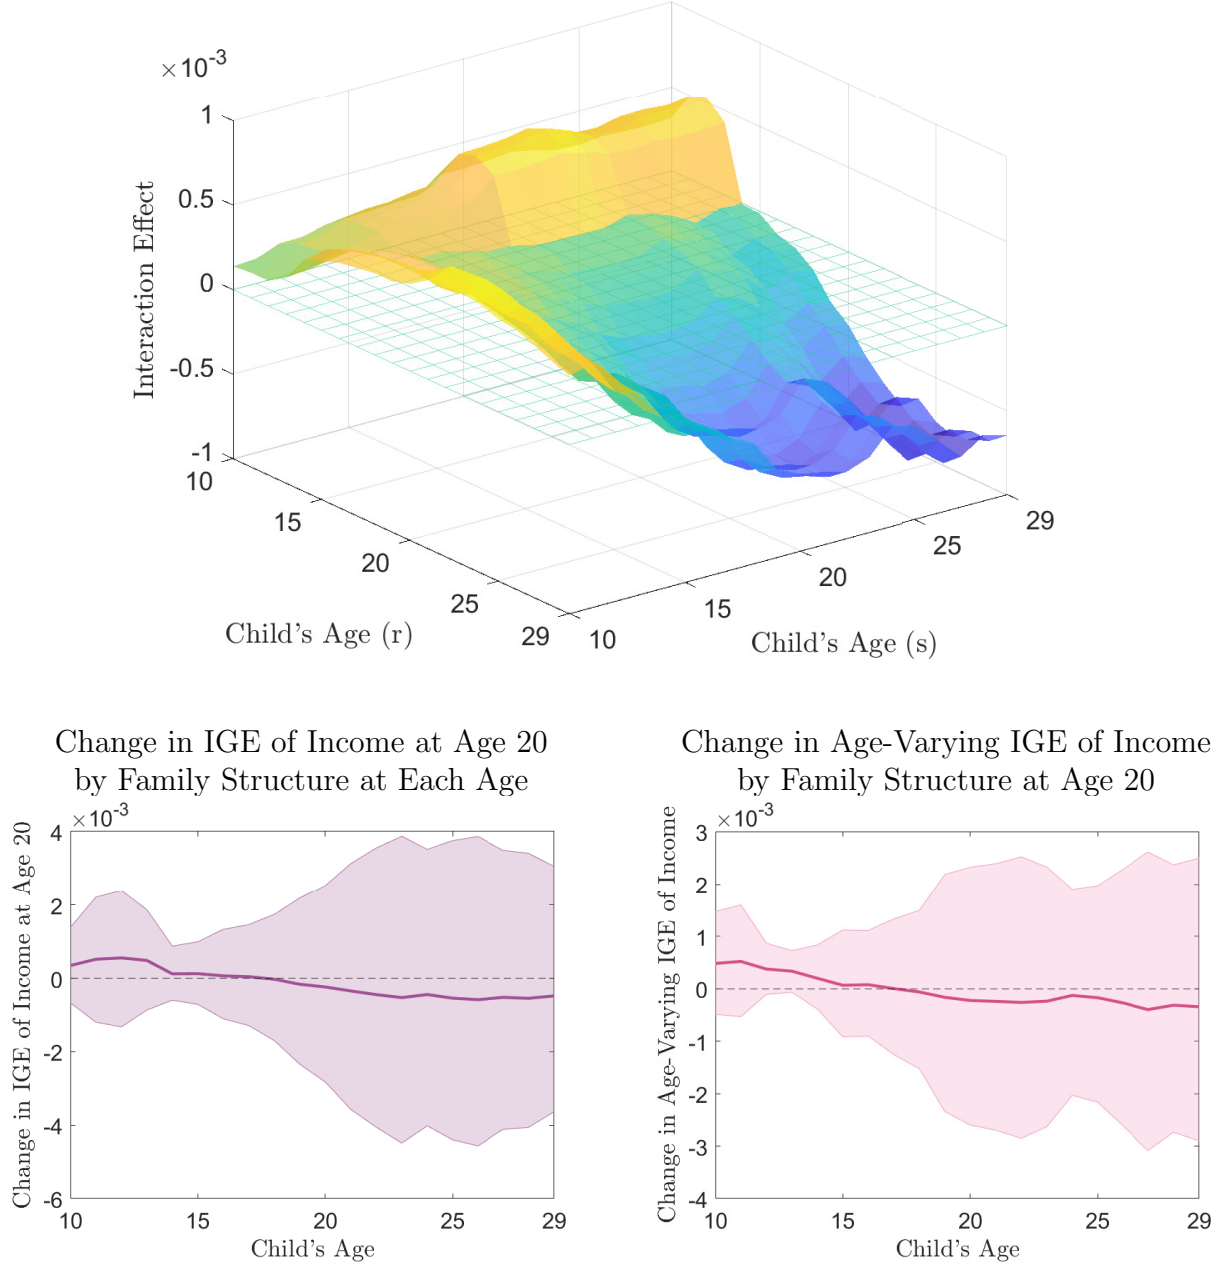 ×10-3
1
0.5
0
-0.5
-1
Interaction Effect
10
15
20
25
29
Child's Age (r)
10
15
20
25
29
Child's Age (s)
Change in IGE of Income at Age 20
by Family Structure at Each Age
×10-3
4
2
0
-2
-4
-6
Change in IGE of Income at Age 20
10 15 20 25 29
Child's Age
Change in Age-Varying IGE of Income
by Family Structure at Age 20
×10-3
3
2
1
0
-1
-2
-3
-4
Change in Age-Varying IGE of Income
10 15 20 25 29
Child's Age